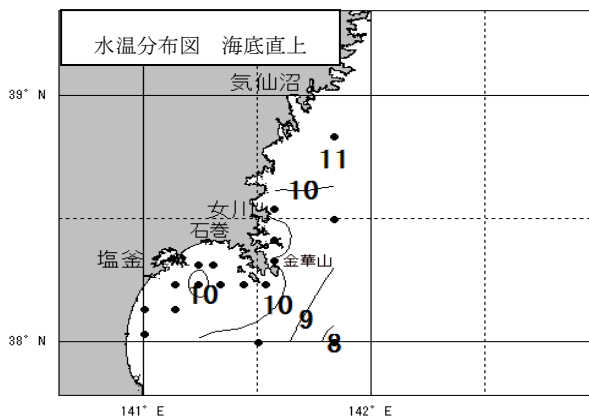 水温分布図　海底直上
気仙沼
39° N
11
10
女川
石巻
塩釜
金華山
10
10
9
38° N
8
141° E
142° E